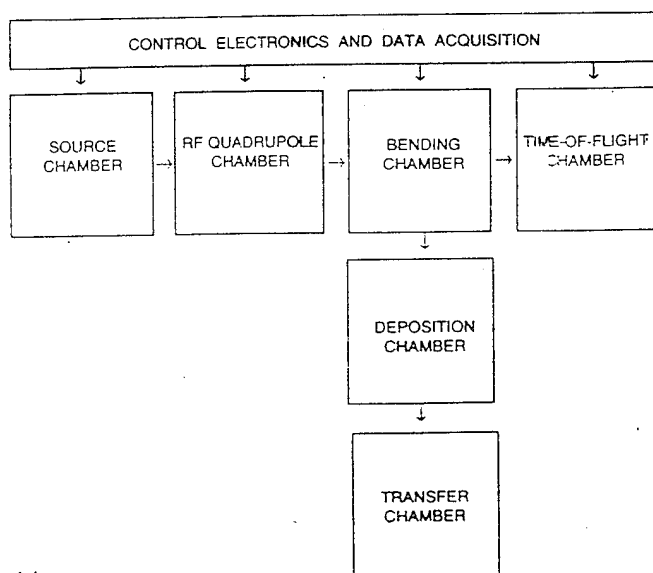 CONTROL ELECTRONICS AND DATA ACQUISITION
SOURCE
CHAMBER
RF QUADRUPOLE
CHAMBER
BENDING
CHAMBER
TIME-OF-FLIGHT
CHAMBER
DEPOSITION
CHAMBER
TRANSFER
CHAMBER